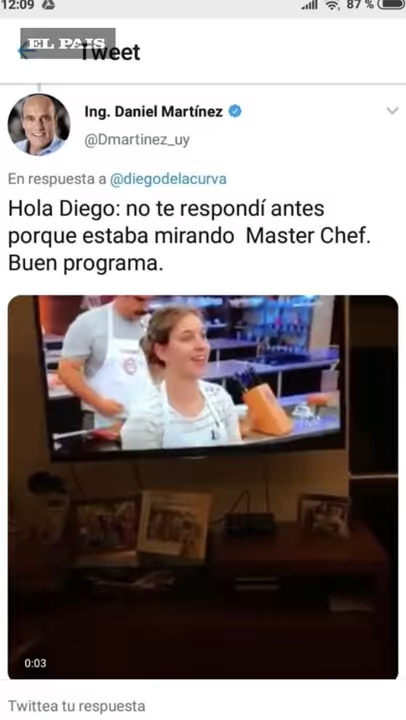 12:09 87 %
EL PAIS
Tweet
Ing. Daniel Martínez
@Dmartinez_uy
En respuesta a @diegodelacurva
Hola Diego: no te respondí antes
porque estaba mirando Master Chef.
Buen programa.
0:03
Twittea tu respuesta